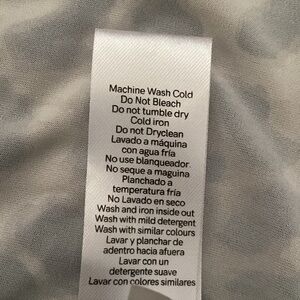 Machine Wash Cold
Do Not Bleach
Do not tumble dry
Cold iron
Do not Dryclean
Lavado a máquina
con agua fría
No use blanqueador.
No seque a maguina
Planchado a
temperatura fría
No Lavado en seco
Wash and iron inside out
Wash with mild detergent
Wash with similar colours
Lavar y planchar de
adentro hacia afuera
Lavar con un
detergente suave
Lavar con colores similares